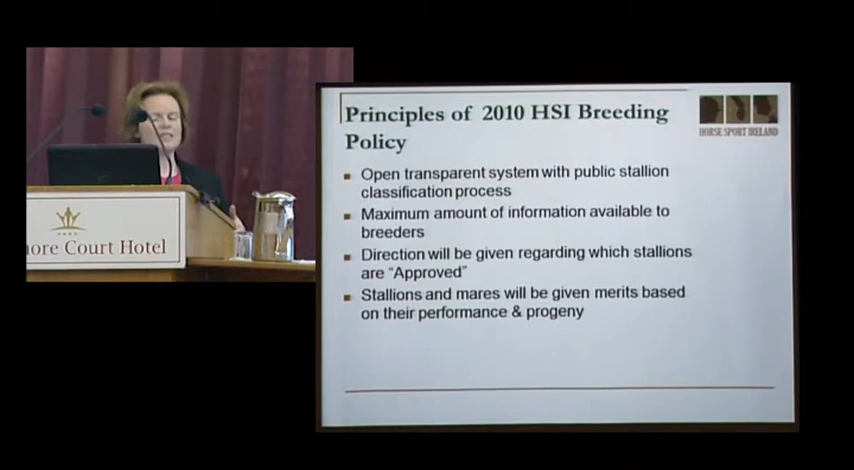 Principles of 2010 HSI Breeding
Policy
HORSE SPORT IRELAND
Open transparent system with public stallion
classification process
Maximum amount of information available to
breeders
Direction will be given regarding which stallions
are “Approved”
Stallions and mares will be given merits based
on their performance & progeny
Court Hotel